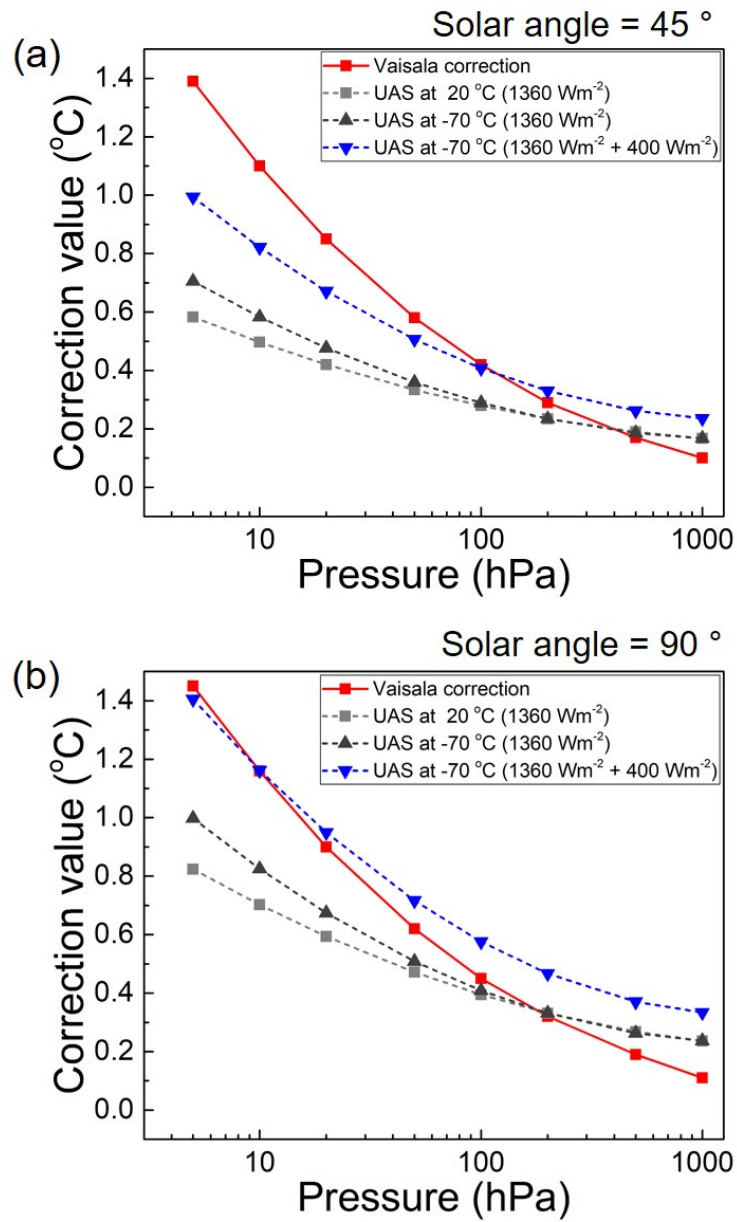 Solar angle = 45 °
(a)
Vaisala correction
UAS at 20 °C (1360 Wm-2)
UAS at -70 °C (1360 Wm-2)
UAS at -70 °C (1360 Wm-2 + 400 Wm-2)
1.4
1.2
1.0
0.8
0.6
0.4
0.2
0.0
Correction value (°C)
10
100
1000
Pressure (hPa)
Solar angle = 90 °
(b)
Vaisala correction
UAS at 20 °C (1360 Wm-2)
UAS at -70 °C (1360 Wm-2)
UAS at -70 °C (1360 Wm-2 + 400 Wm-2)
1.4
1.2
1.0
0.8
0.6
0.4
0.2
0.0
Correction value (°C)
10
100
1000
Pressure (hPa)